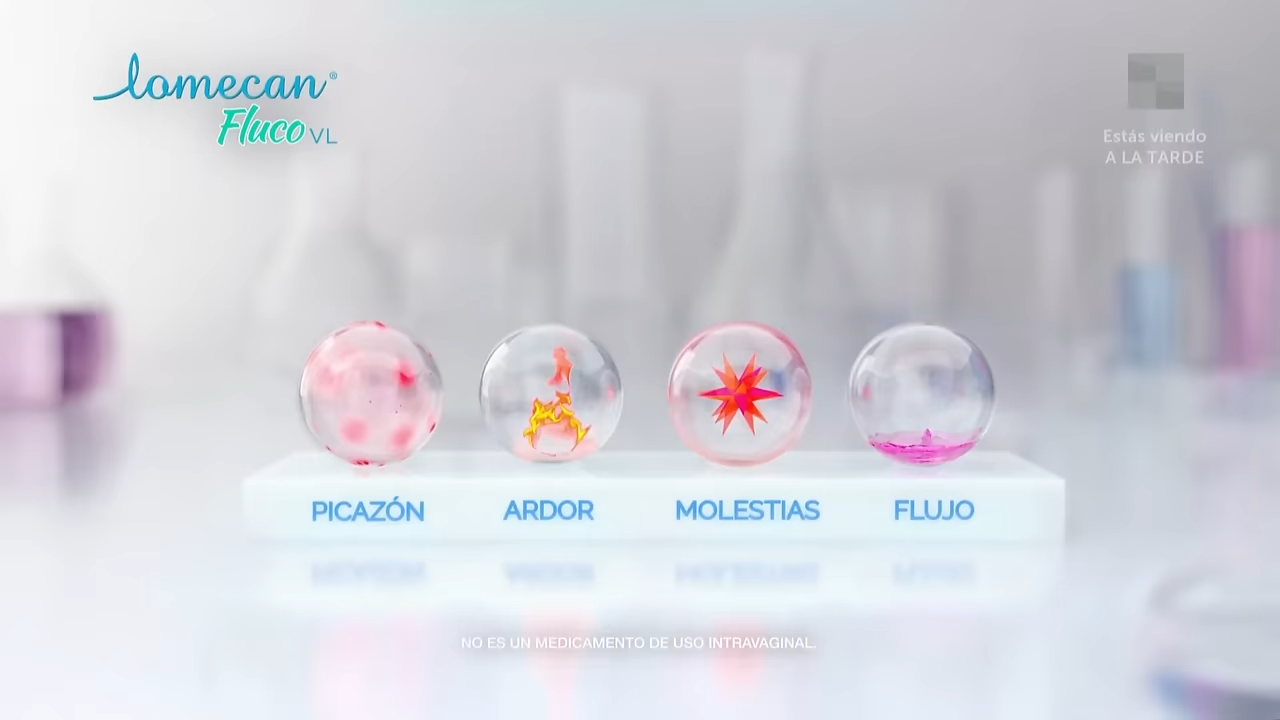 lomecan®
Fluco VL
Estás viendo
A LA TARDE
PICAZÓN
ARDOR
MOLESTIAS
FLUJO
NO ES UN MEDICAMENTO DE USO INTRAVAGINAL.